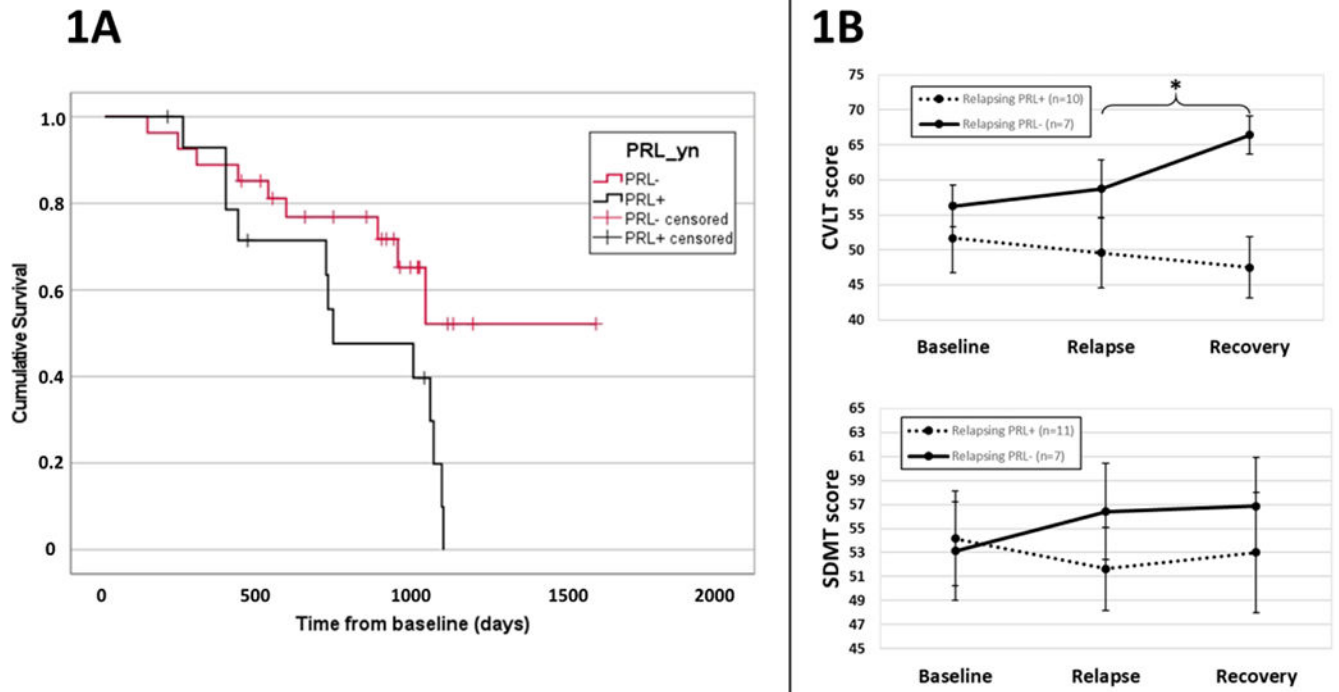 1A
1.0
0.8
0.6
0.4
0.2
0
Cumulative Survival
PRL_yn
PRL-
PRL+
PRL- censored
PRL+ censored
0 500 1000 1500 2000
Time from baseline (days)
1B
75
70
65
60
55
50
45
40
CVLT score
Relapsing PRL+ (n=10)
Relapsing PRL- (n=7)
*
Baseline Relapse Recovery
65
63
61
59
57
55
53
51
49
47
45
SDMT score
Relapsing PRL+ (n=11)
Relapsing PRL- (n=7)
Baseline Relapse Recovery